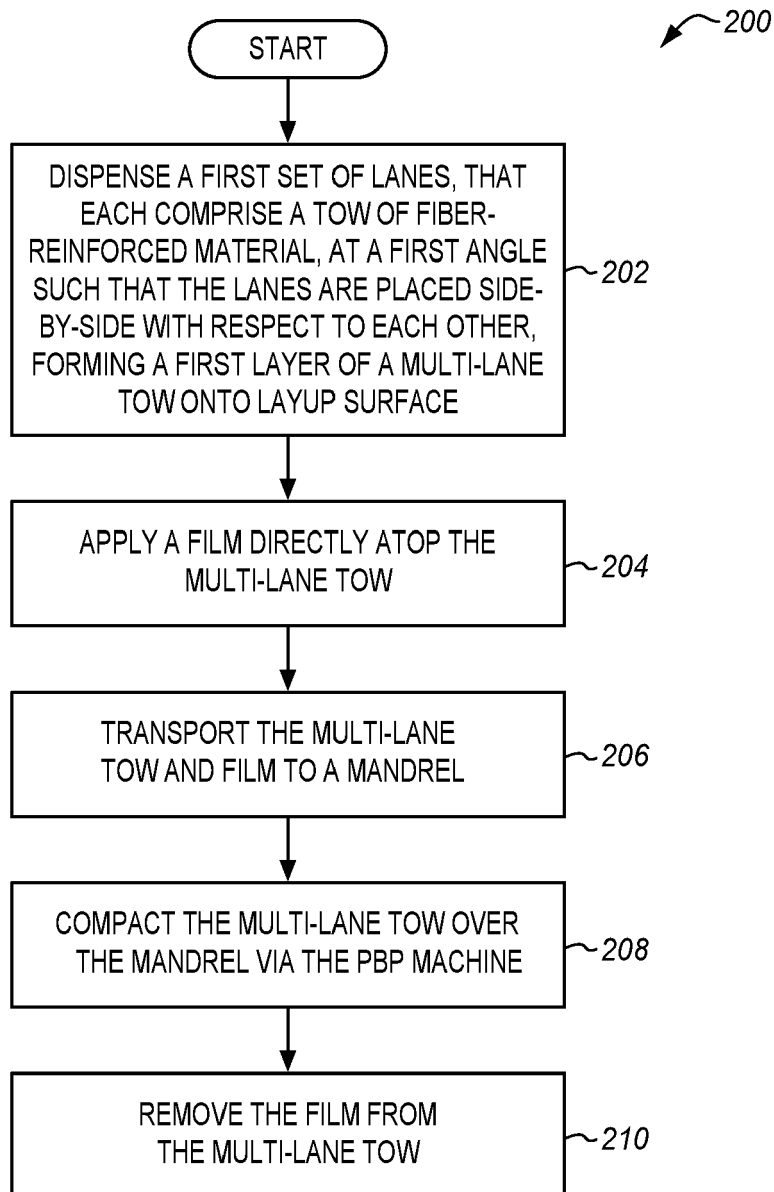 200
START
DISPENSE A FIRST SET OF LANES, THAT
EACH COMPRISE A TOW OF FIBER-
REINFORCED MATERIAL, AT A FIRST ANGLE
SUCH THAT THE LANES ARE PLACED SIDE-
BY-SIDE WITH RESPECT TO EACH OTHER,
FORMING A FIRST LAYER OF A MULTI-LANE
TOW ONTO LAYUP SURFACE
202
APPLY A FILM DIRECTLY ATOP THE
MULTI-LANE TOW
204
TRANSPORT THE MULTI-LANE
TOW AND FILM TO A MANDREL
206
COMPACT THE MULTI-LANE TOW OVER
THE MANDREL VIA THE PBP MACHINE
208
REMOVE THE FILM FROM
THE MULTI-LANE TOW
210